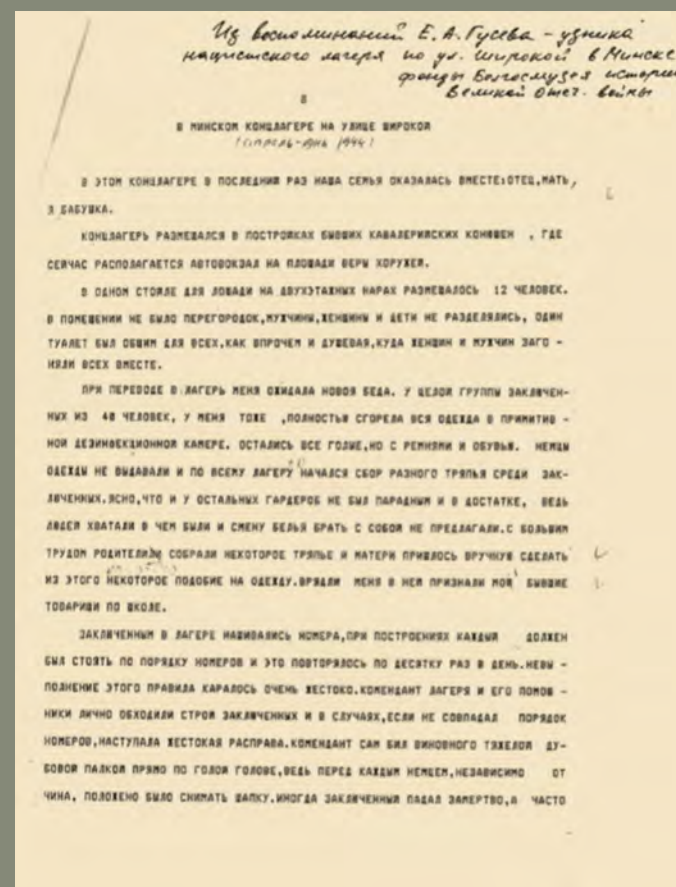 Из воспоминаний Е.А. Гусева – узника
нацистского лагеря по ул. Широкой в Минске
фонды Белгосмузея истории
Великой Отеч. войны
8
В МИНСКОМ КОНЦЛАГЕРЕ НА УЛИЦЕ ШИРОКОЙ
1944
В ЭТОМ КОНЦЛАГЕРЕ В ПОСЛЕДНИЙ РАЗ НАША СЕМЬЯ ОКАЗАЛАСЬ ВМЕСТЕ:ОТЕЦ,МАТЬ,
Я БАБУШКА.
КОНЦЛАГЕРЬ РАЗМЕЩАЛСЯ В ПОСТРОЙКАХ БЫВШИХ КАВАЛЕРИЙСКИХ КОНЮШЕН , ГДЕ
СЕЙЧАС РАСПОЛАГАЕТСЯ АВТОВОКЗАЛ НА ПЛОЩАДИ ВЕРЫ ХОРУЖЕЙ.
В ОДНОМ СТОЙЛЕ ДЛЯ ЛОШАДИ НА ДВУХЭТАЖНЫХ НАРАХ РАЗМЕЩАЛОСЬ 12 ЧЕЛОВЕК.
В ПОМЕЩЕНИИ НЕ БЫЛО ПЕРЕГОРОДОК,МУЖЧИНЫ,ЖЕНЩИНЫ И ДЕТИ НЕ РАЗДЕЛЯЛИСЬ, ОДИН
ТУАЛЕТ БЫЛ ОБЩИМ ДЛЯ ВСЕХ,КАК ВПРОЧЕМ И ДУШЕВАЯ,КУДА ЖЕНЩИН И МУЖЧИН ЗАГО -
НЯЛИ ВСЕХ ВМЕСТЕ.
ПРИ ПЕРЕВОДЕ В ЛАГЕРЬ МЕНЯ ОЖИДАЛА НОВАЯ БЕДА. У ЦЕЛОЙ ГРУППЫ ЗАКЛЮЧЕН-
НЫХ ИЗ 40 ЧЕЛОВЕК, У МЕНЯ ТОЖЕ ,ПОЛНОСТЬЮ СГОРЕЛА ВСЯ ОДЕЖДА В ПРИМИТИВ -
НОЙ ДЕЗИНФЕКЦИОННОЙ КАМЕРЕ. ОСТАЛИСЬ ВСЕ ГОЛЫЕ,НО С РЕМНЯМИ И ОБУВЬЮ. НЕМЦЫ
ОДЕЖДЫ НЕ ВЫДАВАЛИ И ПО ВСЕМУ ЛАГЕРУ НАЧАЛСЯ СБОР РАЗНОГО ТРЯПЬЯ СРЕДИ ЗАК-
ЛЮЧЕННЫХ.ЯСНО,ЧТО И У ОСТАЛЬНЫХ ГАРДЕРОБ НЕ БЫЛ ПАРАДНЫМ И В ДОСТАТКЕ, ВЕДЬ
ЛЮДЕЙ ХВАТАЛИ В ЧЕМ БЫЛИ И СМЕНУ БЕЛЬЯ БРАТЬ С СОБОЙ НЕ ПРЕДЛАГАЛИ.С БОЛЬШИМ
ТРУДОМ РОДИТЕЛИ СОБРАЛИ НЕКОТОРОЕ ТРЯПЬЕ И МАТЕРИ ПРИШЛОСЬ ВРУЧНУЮ СДЕЛАТЬ
ИЗ ЭТОГО НЕКОТОРОЕ ПОДОБИЕ НА ОДЕЖДУ.ВРЯДЛИ МЕНЯ В НЕЙ ПРИЗНАЛИ МОИ БЫВШИЕ
ТОВАРИЩИ ПО ШКОЛЕ.
ЗАКЛЮЧЕННЫМ В ЛАГЕРЕ НАШИВАЛИСЬ НОМЕРА,ПРИ ПОСТРОЕНИЯХ КАЖДЫЙ ДОЛЖЕН
БЫЛ СТОЯТЬ ПО ПОРЯДКУ НОМЕРОВ И ЭТО ПОВТОРЯЛОСЬ ПО ДЕСЯТКУ РАЗ В ДЕНЬ.НЕВЫ -
ПОЛНЕНИЕ ЭТОГО ПРАВИЛА КАРАЛОСЬ ОЧЕНЬ ЖЕСТОКО.КОМЕНДАНТ ЛАГЕРЯ И ЕГО ПОМОЩ -
НИКИ ЛИЧНО ОБХОДИЛИ СТРОЙ ЗАКЛЮЧЕННЫХ И В СЛУЧАЯХ,ЕСЛИ НЕ СОВПАДАЛ ПОРЯДОК
НОМЕРОВ,НАСТУПАЛА ЖЕСТОКАЯ РАСПРАВА.КОМЕНДАНТ САМ БИЛ ВИНОВНОГО ТЯЖЕЛОЙ ДУ-
БОВОЙ ПАЛКОЙ ПРЯМО ПО ГОЛОЙ ГОЛОВЕ,ВЕДЬ ПЕРЕД КАЖДЫМ НЕМЦЕМ,НЕЗАВИСИМО ОТ
ЧИНА, ПОЛОЖЕНО БЫЛО СНИМАТЬ ШАПКУ.ИНОГДА ЗАКЛЮЧЕННЫЙ ПАДАЛ ЗАМЕРТВО,А ЧАСТО